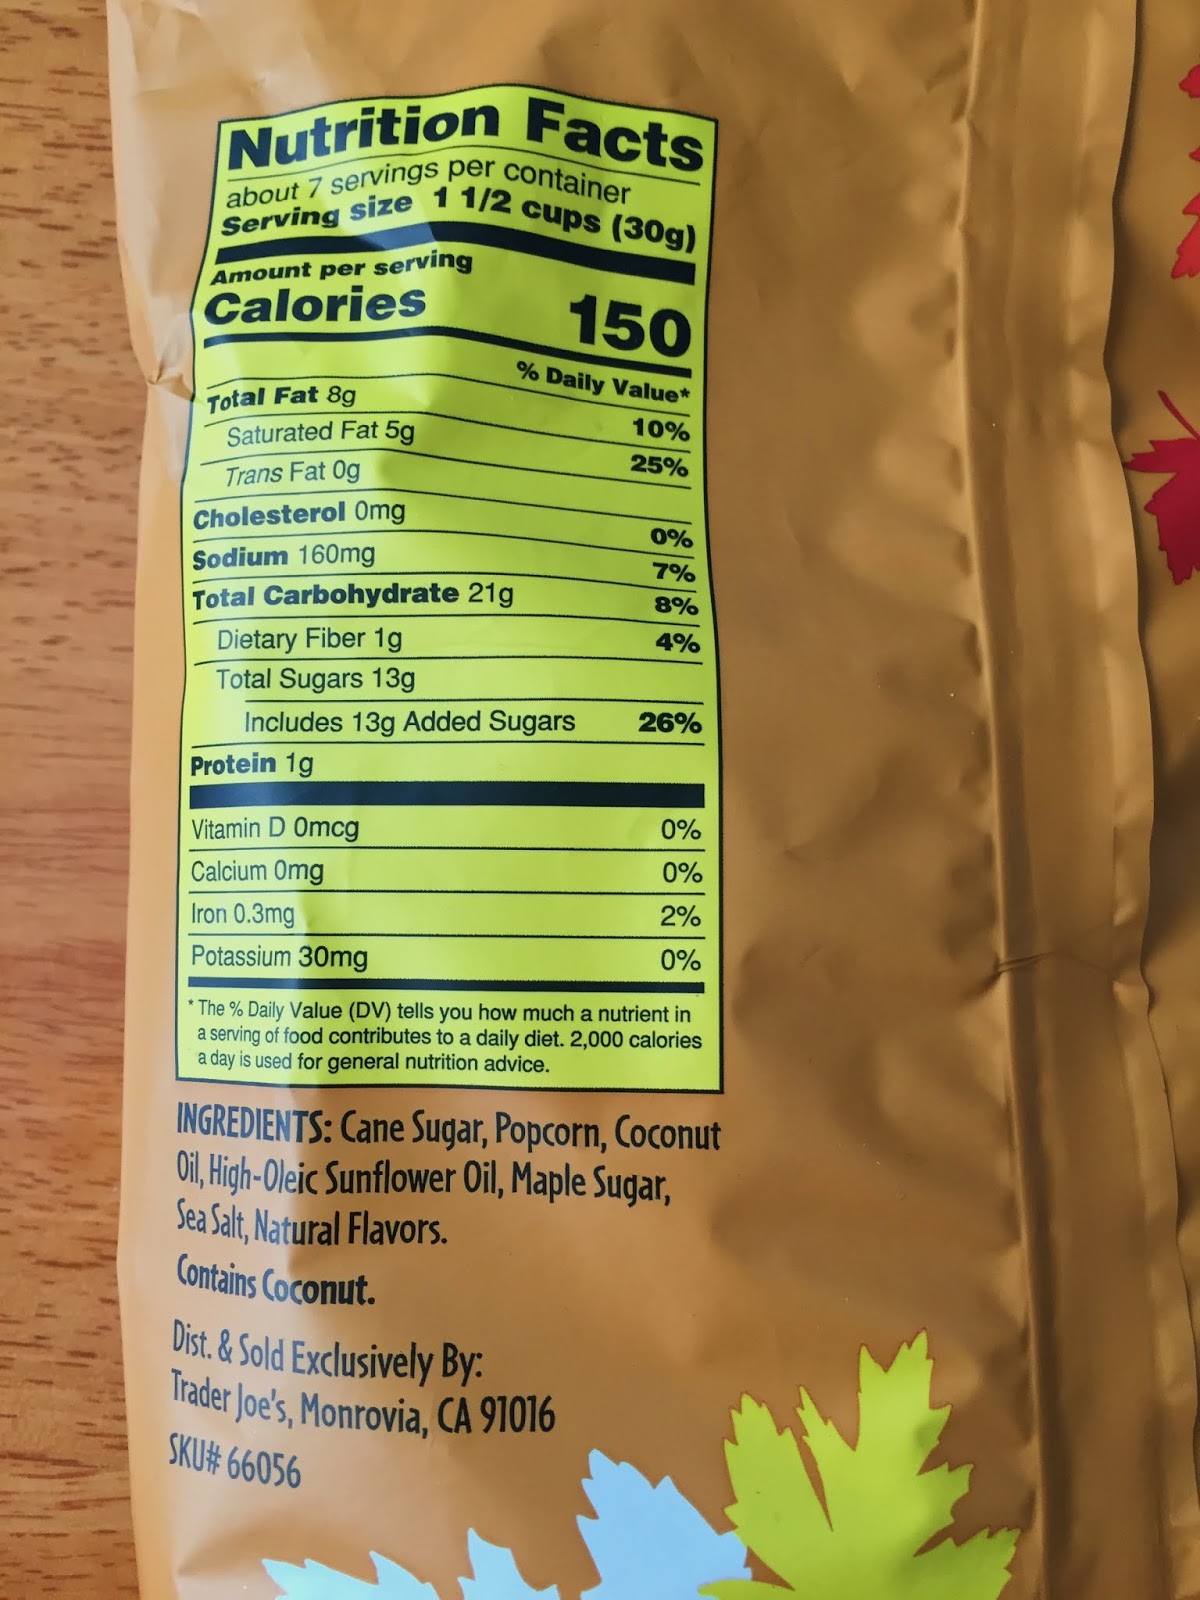 Nutrition Facts
about 7 servings per container
Serving size 1 1/2 cups (30g)
Amount per serving
Calories 150
% Daily Value*
Total Fat 8g 10%
Saturated Fat 5g 25%
Trans Fat 0g
Cholesterol 0mg 0%
Sodium 160mg 7%
Total Carbohydrate 21g 8%
Dietary Fiber 1g 4%
Total Sugars 13g
Includes 13g Added Sugars 26%
Protein 1g
Vitamin D 0mcg 0%
Calcium 0mg 0%
Iron 0.3mg 2%
Potassium 30mg 0%
* The % Daily Value (DV) tells you how much a nutrient in
a serving of food contributes to a daily diet. 2,000 calories
a day is used for general nutrition advice.
INGREDIENTS: Cane Sugar, Popcorn, Coconut
Oil, High-Oleic Sunflower Oil, Maple Sugar,
Sea Salt, Natural Flavors.
Contains Coconut.
Dist. & Sold Exclusively By:
Trader Joe's, Monrovia, CA 91016
SKU# 66056